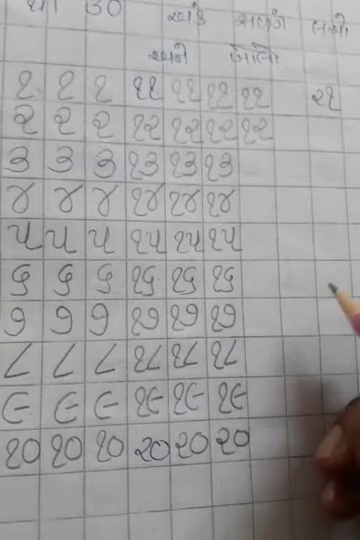 ૩૦ અંક સળંગ લખો
અને બોલો.
૧ ૧ ૧ ૧૧ ૧૧ ૧૧ ૧૧ ૨૧
૨ ૨ ૨ ૧૨ ૧૨ ૧૨ ૧૨
૩ ૩ ૩ ૧૩ ૧૩ ૧૩
૪ ૪ ૪ ૧૪ ૧૪ ૧૪
૫ ૫ ૫ ૧૫ ૧૫ ૧૫
૬ ૬ ૬ ૧૬ ૧૬ ૧૬
૭ ૭ ૭ ૧૭ ૧૭ ૧૭
૮ ૮ ૮ ૧૮ ૧૮ ૧૮
૯ ૯ ૯ ૧૯ ૧૯ ૧૯
૧૦ ૧૦ ૧૦ ૨૦ ૨૦ ૨૦